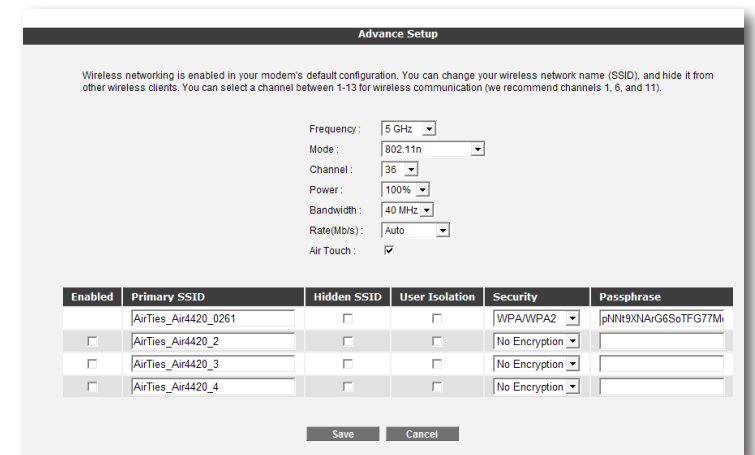 Advance Setup
Wireless networking is enabled in your modem's default configuration. You can change your wireless network name (SSID), and hide it from
other wireless clients. You can select a channel between 1-13 for wireless communication (we recommend channels 1, 6, and 11).
Frequency : 5 GHz
Mode : 802.11n
Channel : 36
Power : 100%
Bandwidth : 40 MHz
Rate(Mb/s) : Auto
Air Touch :
Enabled Primary SSID Hidden SSID User Isolation Security Passphrase
AirTies_Air4420_0261 WPA/WPA2 pNNt9XNArG6SoTFG77M
AirTies_Air4420_2 No Encryption
AirTies_Air4420_3 No Encryption
AirTies_Air4420_4 No Encryption
Save Cancel